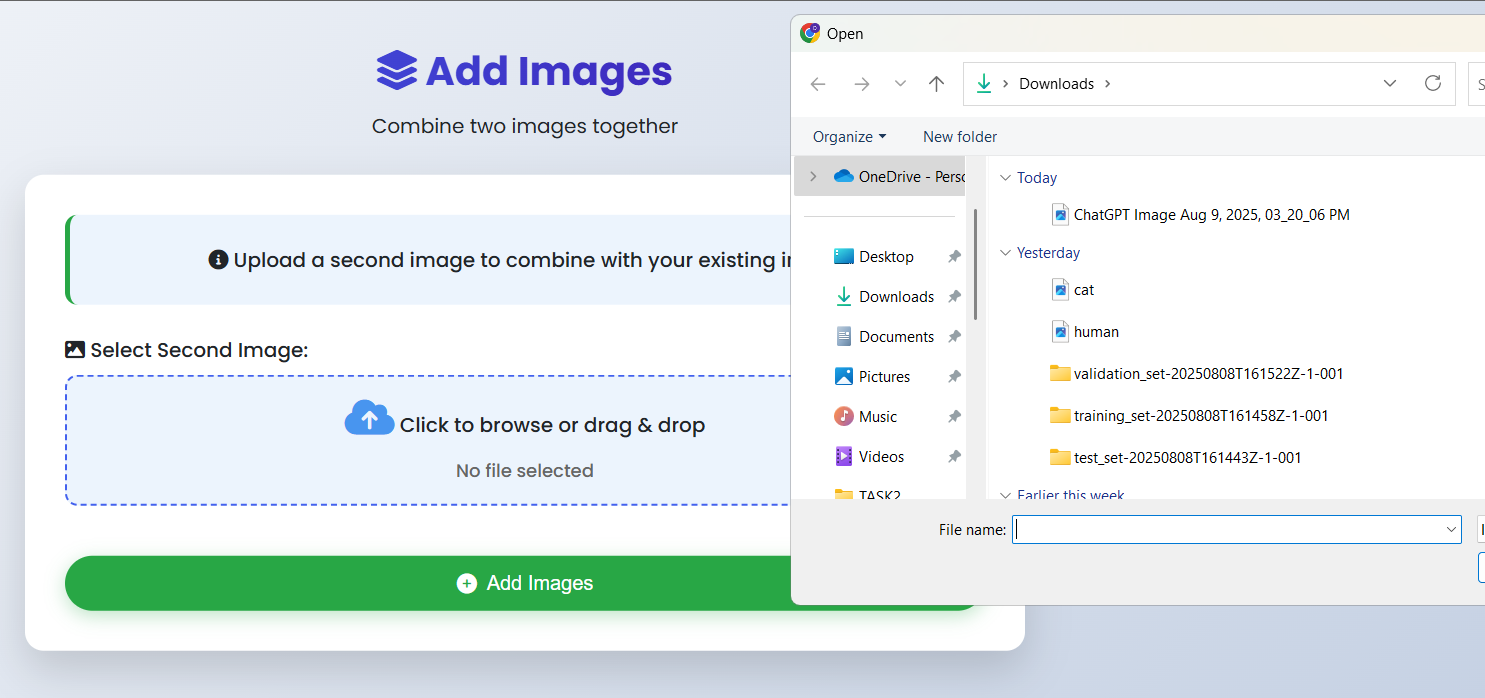 Add Images
Combine two images together
Upload a second image to combine with your existing
Select Second Image:
Click to browse or drag & drop
No file selected
Add Images
Open
Downloads
Organize
New folder
OneDrive - Perso
Desktop
Downloads
Documents
Pictures
Music
Videos
TASK2
Today
ChatGPT Image Aug 9, 2025, 03_20_06 PM
Yesterday
cat
human
validation_set-20250808T161522Z-1-001
training_set-20250808T161458Z-1-001
test_set-20250808T161443Z-1-001
Earlier this week
File name: